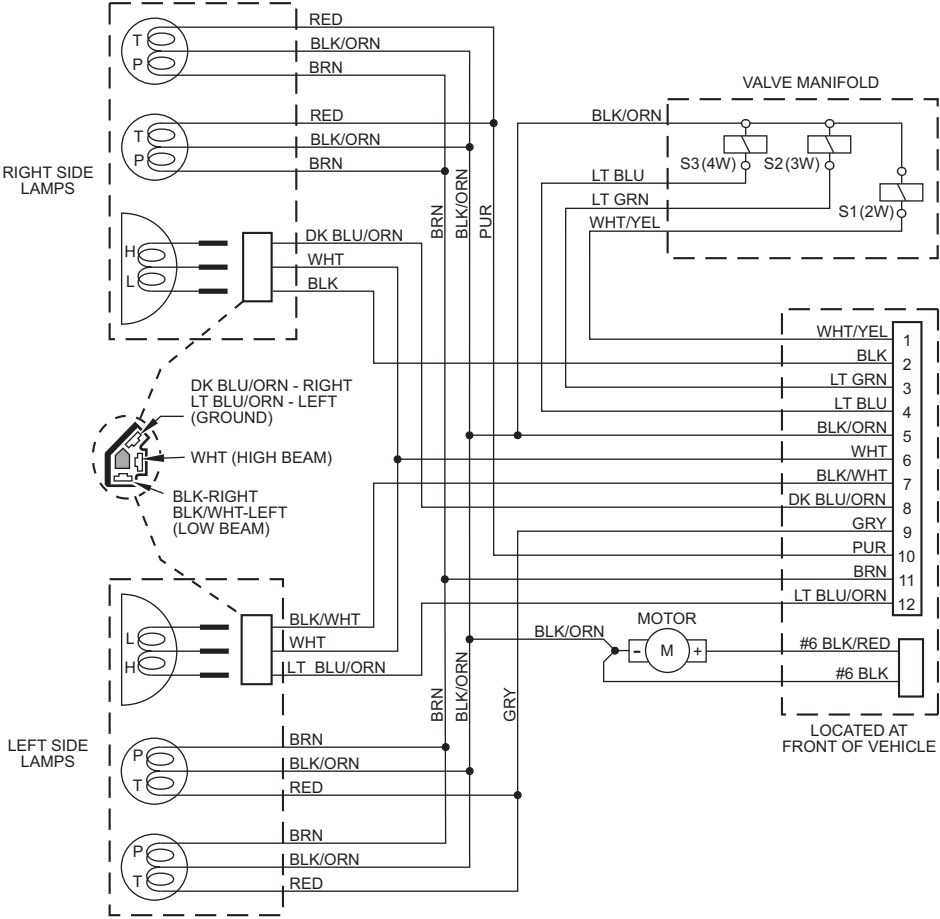 RED
BLK/ORN
BRN
T
P
RED
BLK/ORN
BRN
T
P
RIGHT SIDE
LAMPS
H
L
DK BLU/ORN
WHT
BLK
BRN
BLK/ORN
PUR
VALVE MANIFOLD
BLK/ORN
S3 (4W)
S2 (3W)
S1 (2W)
LT BLU
LT GRN
WHT/YEL
WHT/YEL 1
BLK 2
LT GRN 3
LT BLU 4
BLK/ORN 5
WHT 6
BLK/WHT 7
DK BLU/ORN 8
GRY 9
PUR 10
BRN 11
LT BLU/ORN 12
DK BLU/ORN - RIGHT
LT BLU/ORN - LEFT
(GROUND)
WHT (HIGH BEAM)
BLK-RIGHT
BLK/WHT-LEFT
(LOW BEAM)
L
H
BLK/WHT
WHT
LT BLU/ORN
BLK/ORN
MOTOR
- M +
#6 BLK/RED
#6 BLK
LOCATED AT
FRONT OF VEHICLE
BRN
BLK/ORN
GRY
LEFT SIDE
LAMPS
P
T
BRN
BLK/ORN
RED
P
T
BRN
BLK/ORN
RED